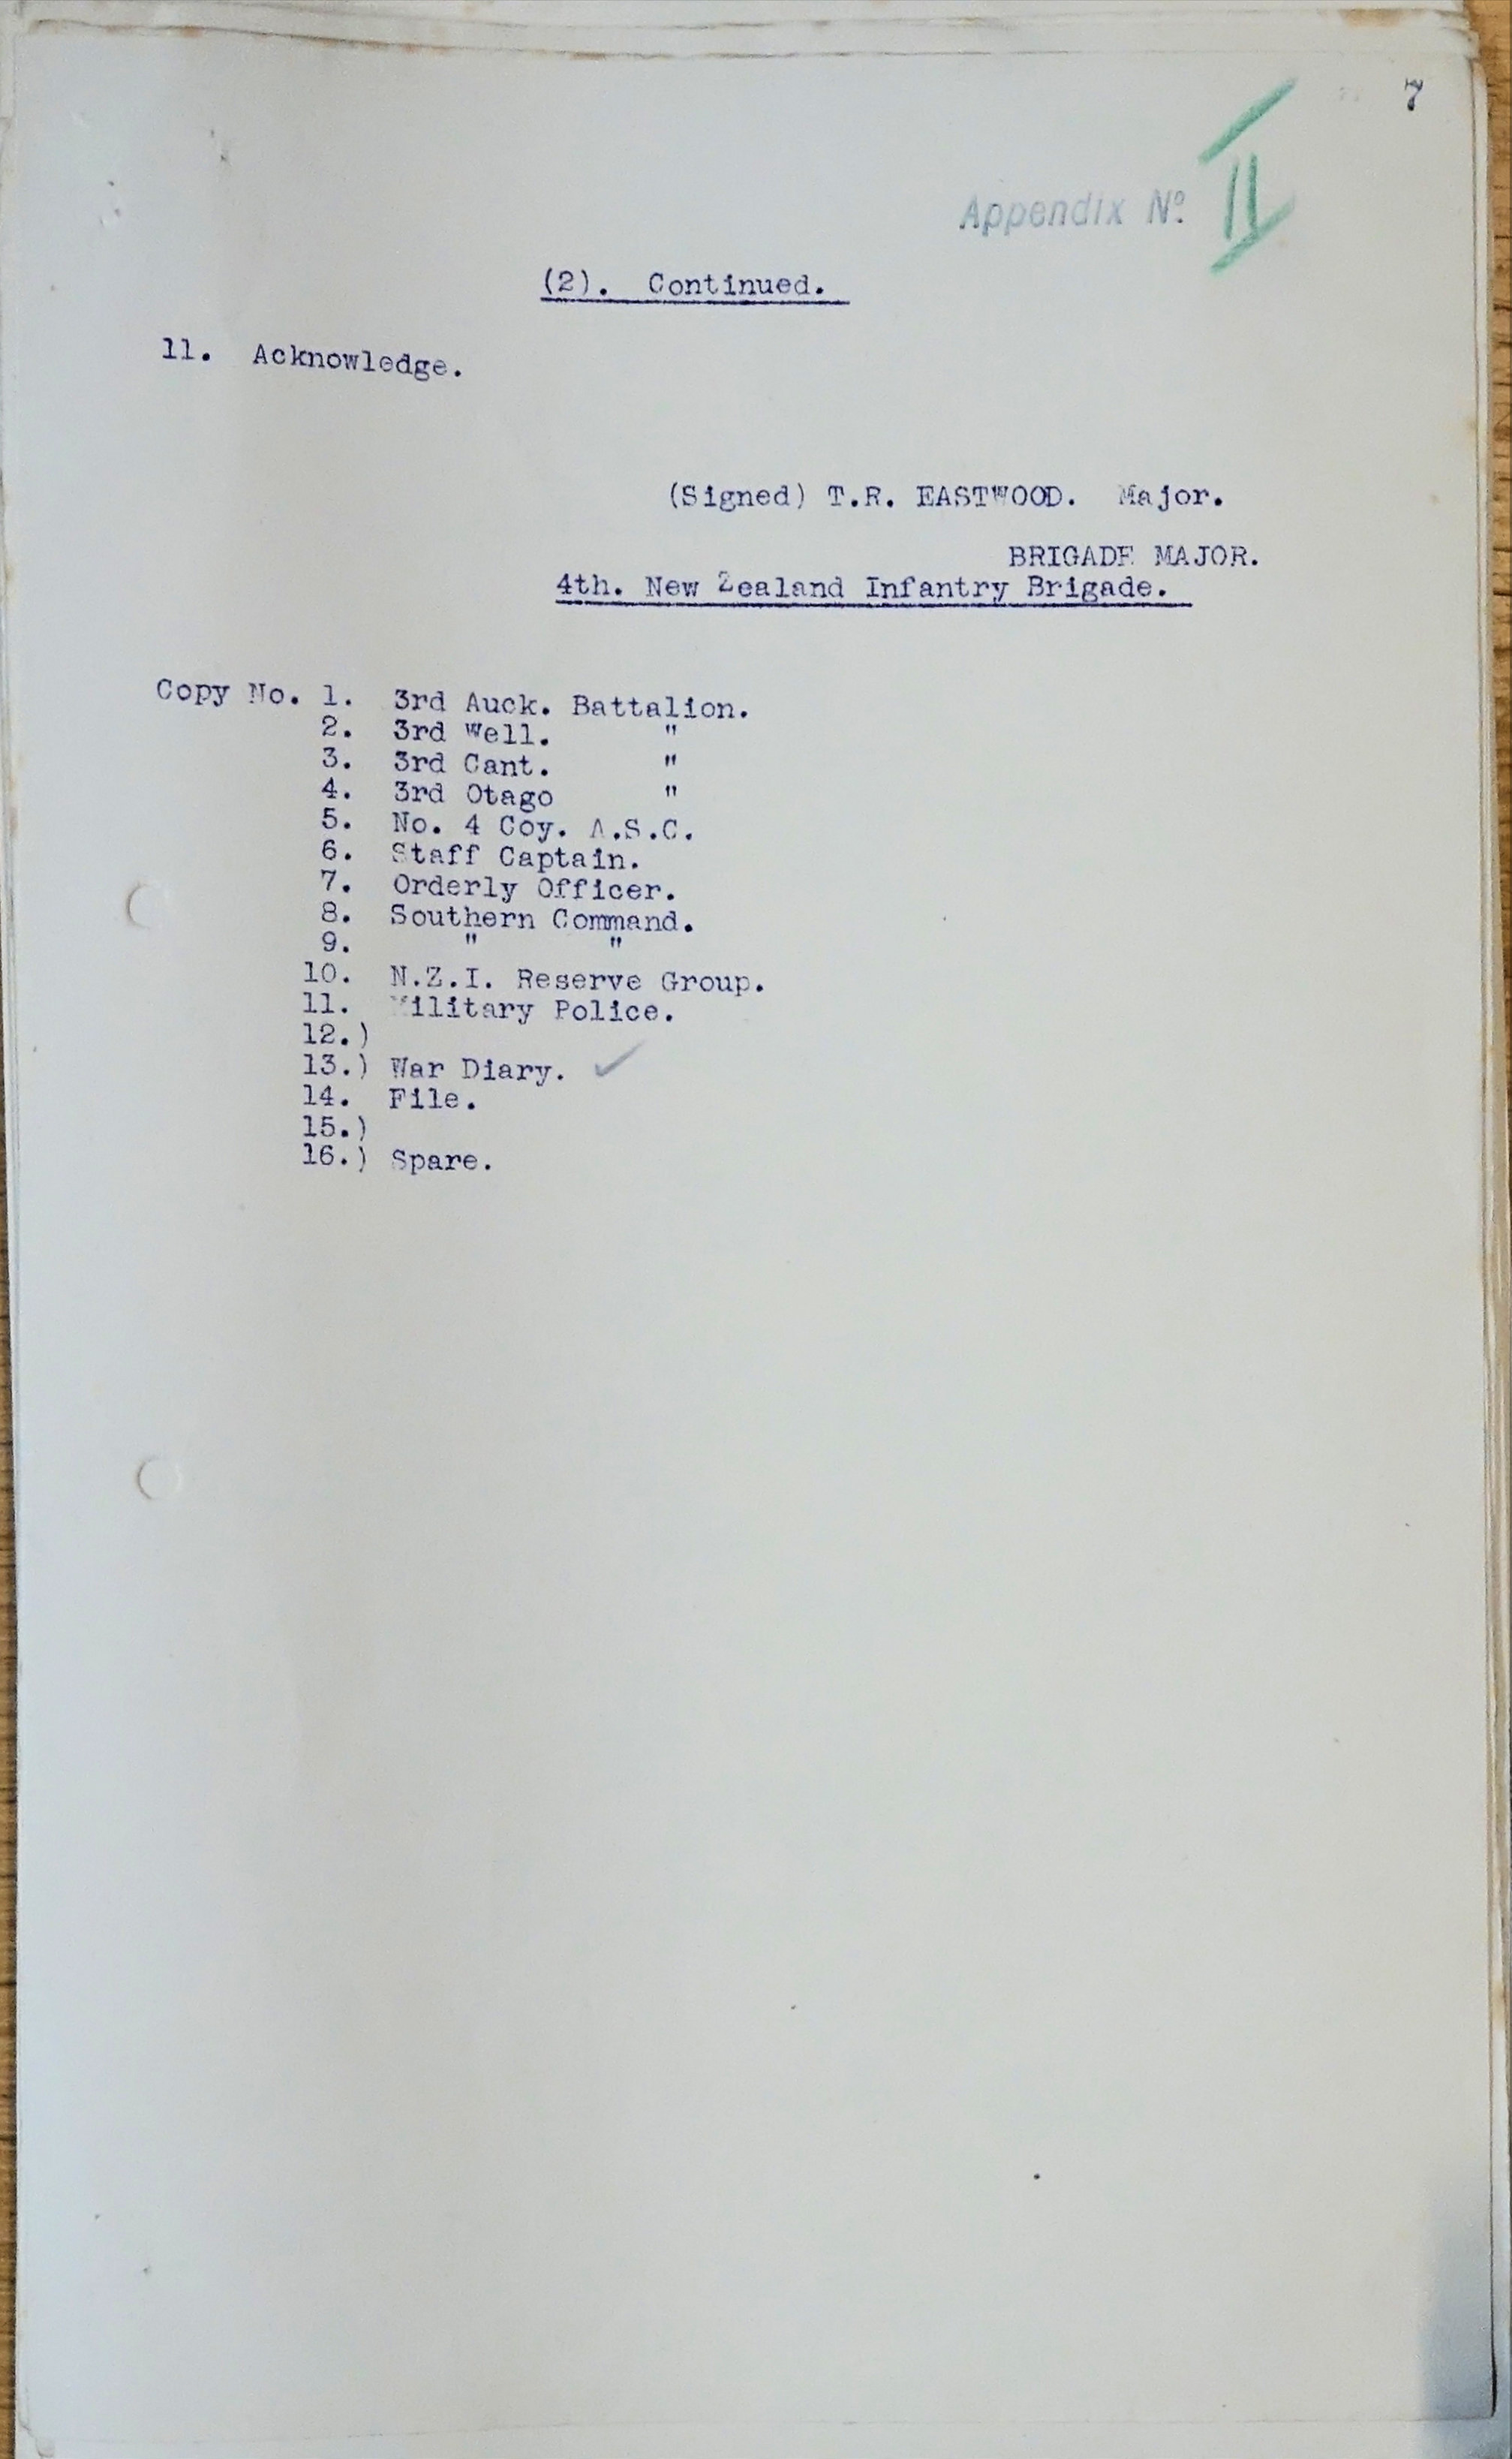 7
Appendix Nº II
(2). Continued.
11. Acknowledge.
(Signed) T.R. EASTWOOD. Major.
BRIGADE MAJOR.
4th. New Zealand Infantry Brigade.
Copy No. 1. 3rd Auck. Battalion.
2. 3rd Well. "
3. 3rd Cant. "
4. 3rd Otago "
5. No. 4 Coy. A.S.C.
6. Staff Captain.
7. Orderly Officer.
8. Southern Command.
9. " "
10. N.Z.I. Reserve Group.
11. Military Police.
12.)
13.) War Diary. ✓
14. File.
15.)
16.) Spare.